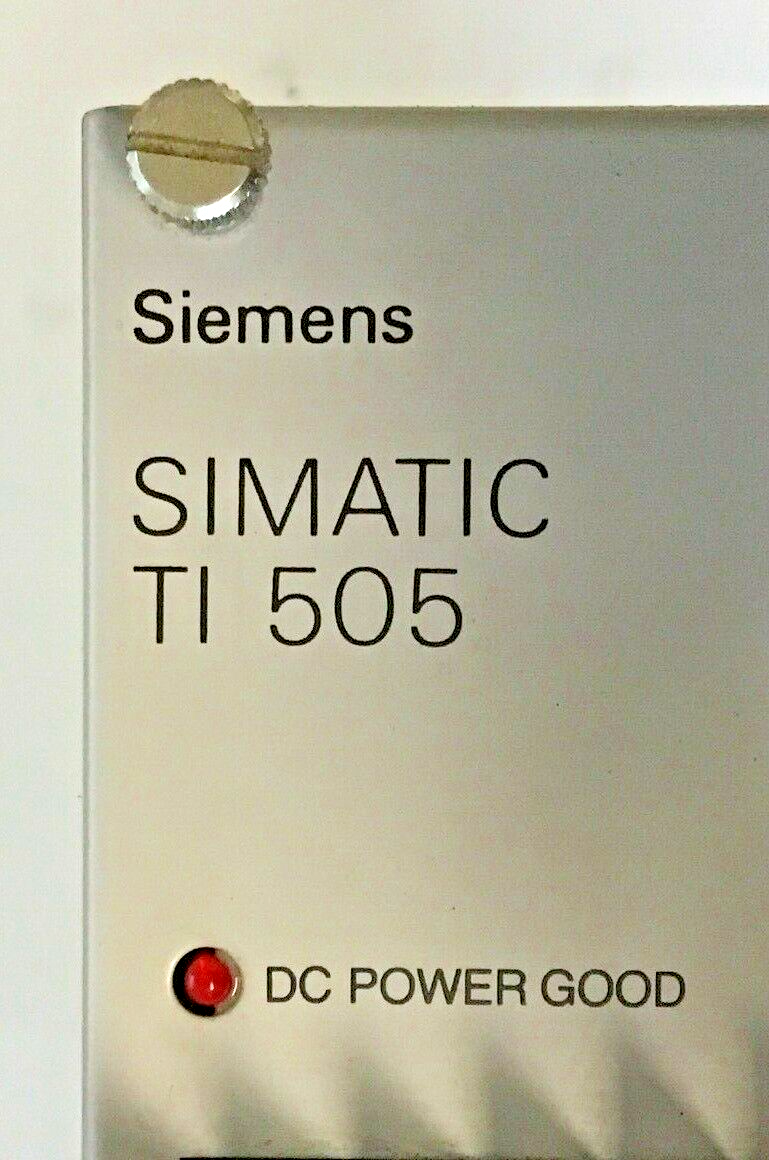 Siemens
SIMATIC
TI 505
DC POWER GOOD